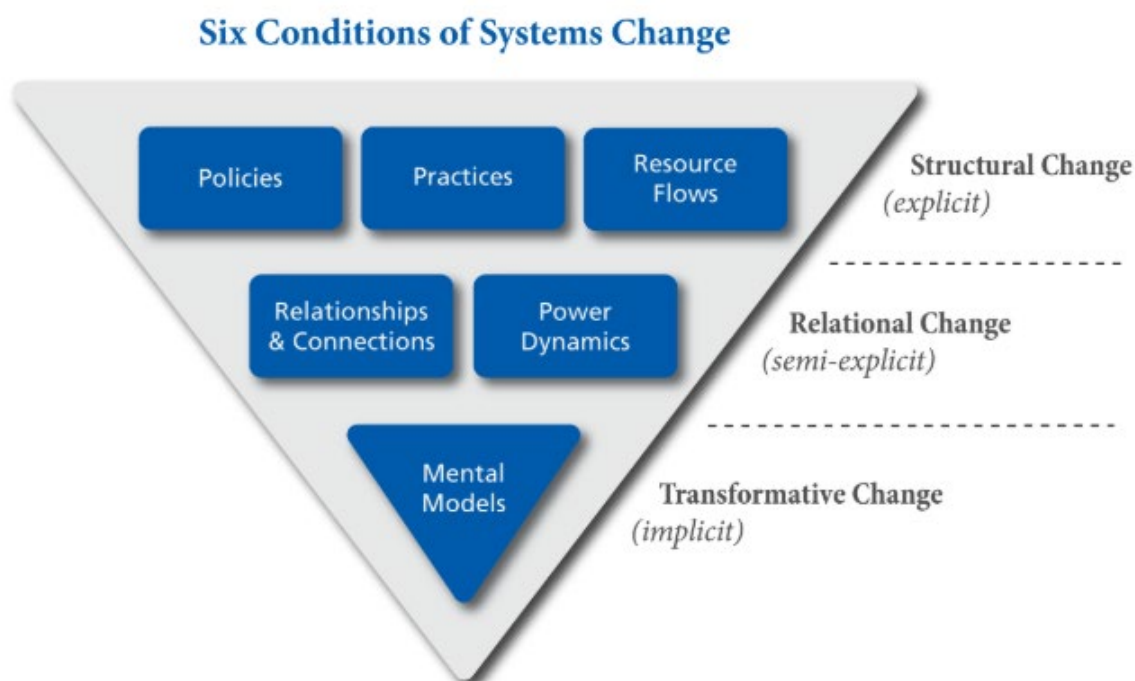 Six Conditions of Systems Change
Policies
Practices
Resource
Flows
Structural Change
(explicit)
Relationships
& Connections
Power
Dynamics
Relational Change
(semi-explicit)
Mental
Models
Transformative Change
(implicit)